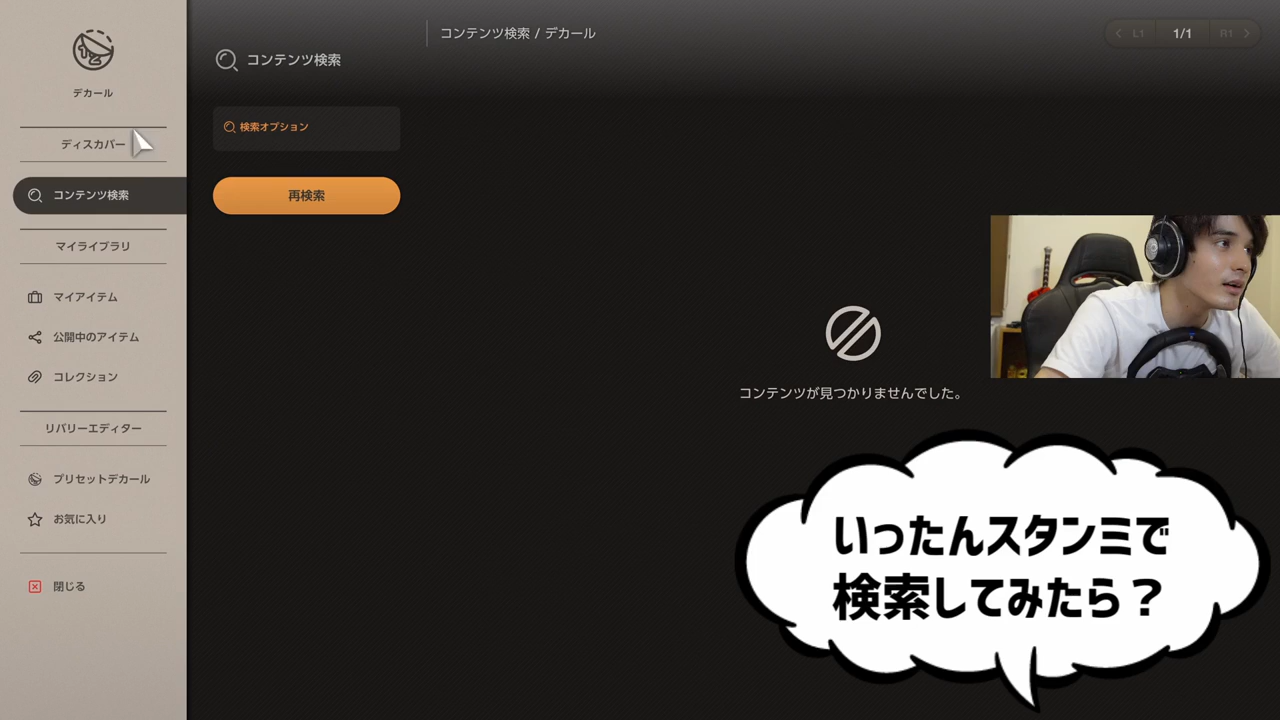 デカール
ディスカバー
コンテンツ検索
マイライブラリ
マイアイテム
公開中のアイテム
コレクション
リバリーエディター
プリセットデカール
お気に入り
閉じる
コンテンツ検索
検索オプション
再検索
コンテンツ検索 / デカール
L1
1/1
R1
コンテンツが見つかりませんでした。
いったんスタンミで
検索してみたら？